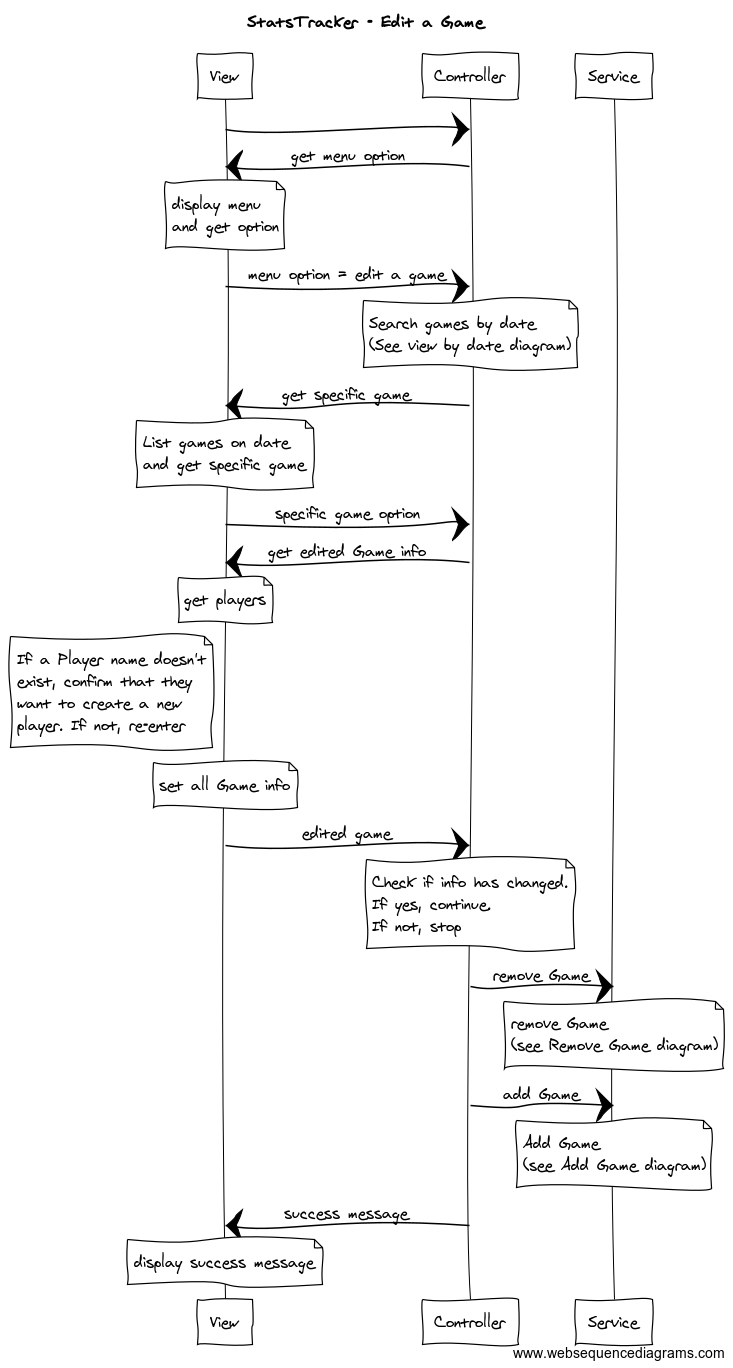 StatsTracker - Edit a Game
View
Controller
Service
get menu option
display menu
and get option
menu option = edit a game
Search games by date
(See view by date diagram)
get specific game
List games on date
and get specific game
specific game option
get edited Game info
get players
If a Player name doesn't
exist, confirm that they
want to create a new
player. If not, re-enter
set all Game info
edited game
Check if info has changed.
If yes, continue
If not, stop
remove Game
remove Game
(see Remove Game diagram)
add Game
Add Game
(see Add Game diagram)
success message
display success message
View
Controller
Service
www.websequencediagrams.com